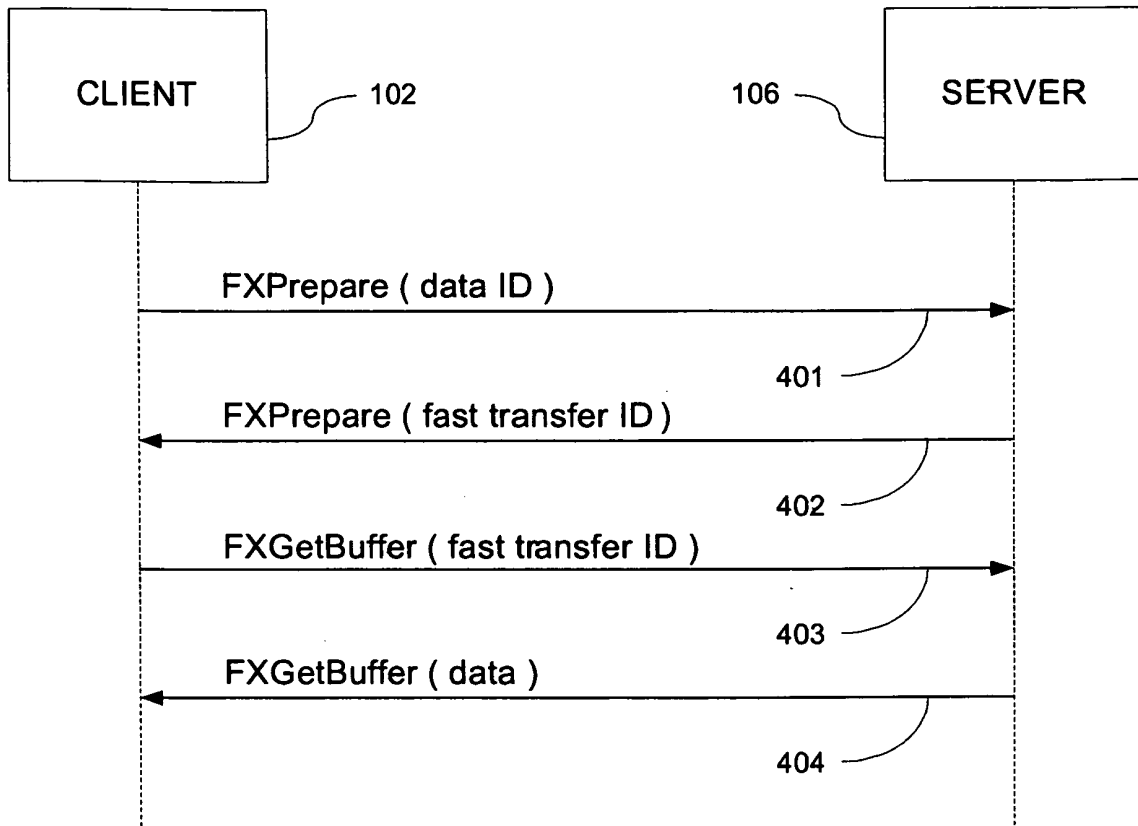 CLIENT
102
106
SERVER
FXPrepare ( data ID )
401
FXPrepare ( fast transfer ID )
402
FXGetBuffer ( fast transfer ID )
403
FXGetBuffer ( data )
404